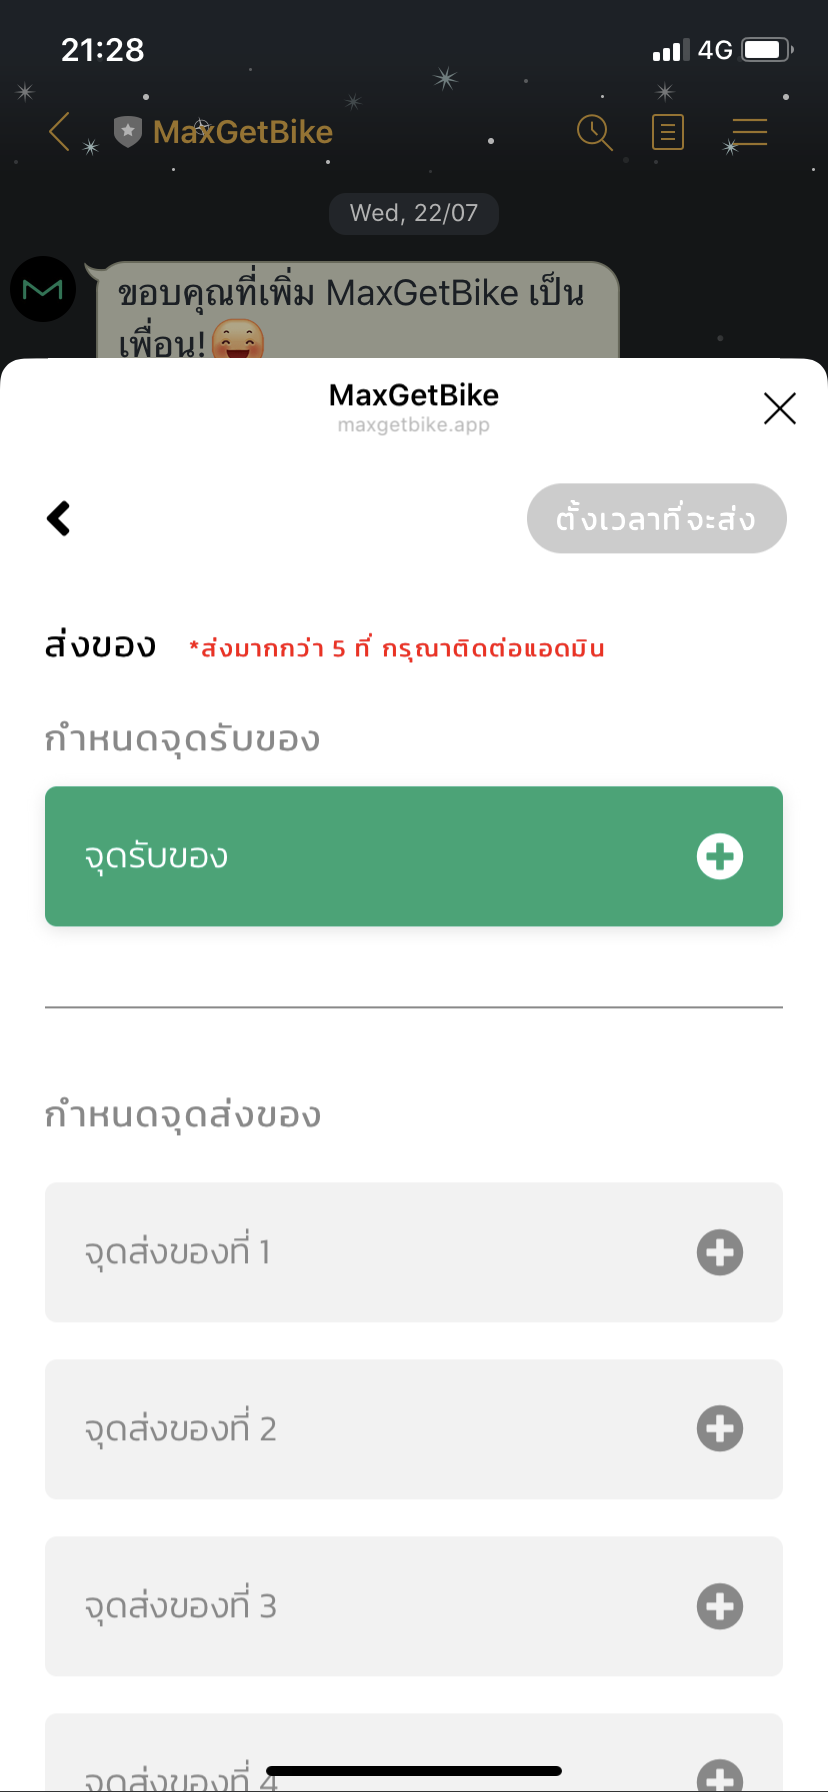 21:28
4G
MaxGetBike
Wed, 22/07
ขอบคุณที่เพิ่ม MaxGetBike เป็น
เพื่อน!
MaxGetBike
maxgetbike.app
ตั้งเวลาที่จะส่ง
ส่งของ *ส่งมากกว่า 5 ที่ กรุณาติดต่อแอดมิน
กำหนดจุดรับของ
จุดรับของ
กำหนดจุดส่งของ
จุดส่งของที่ 1
จุดส่งของที่ 2
จุดส่งของที่ 3
จุดส่งของที่ 4